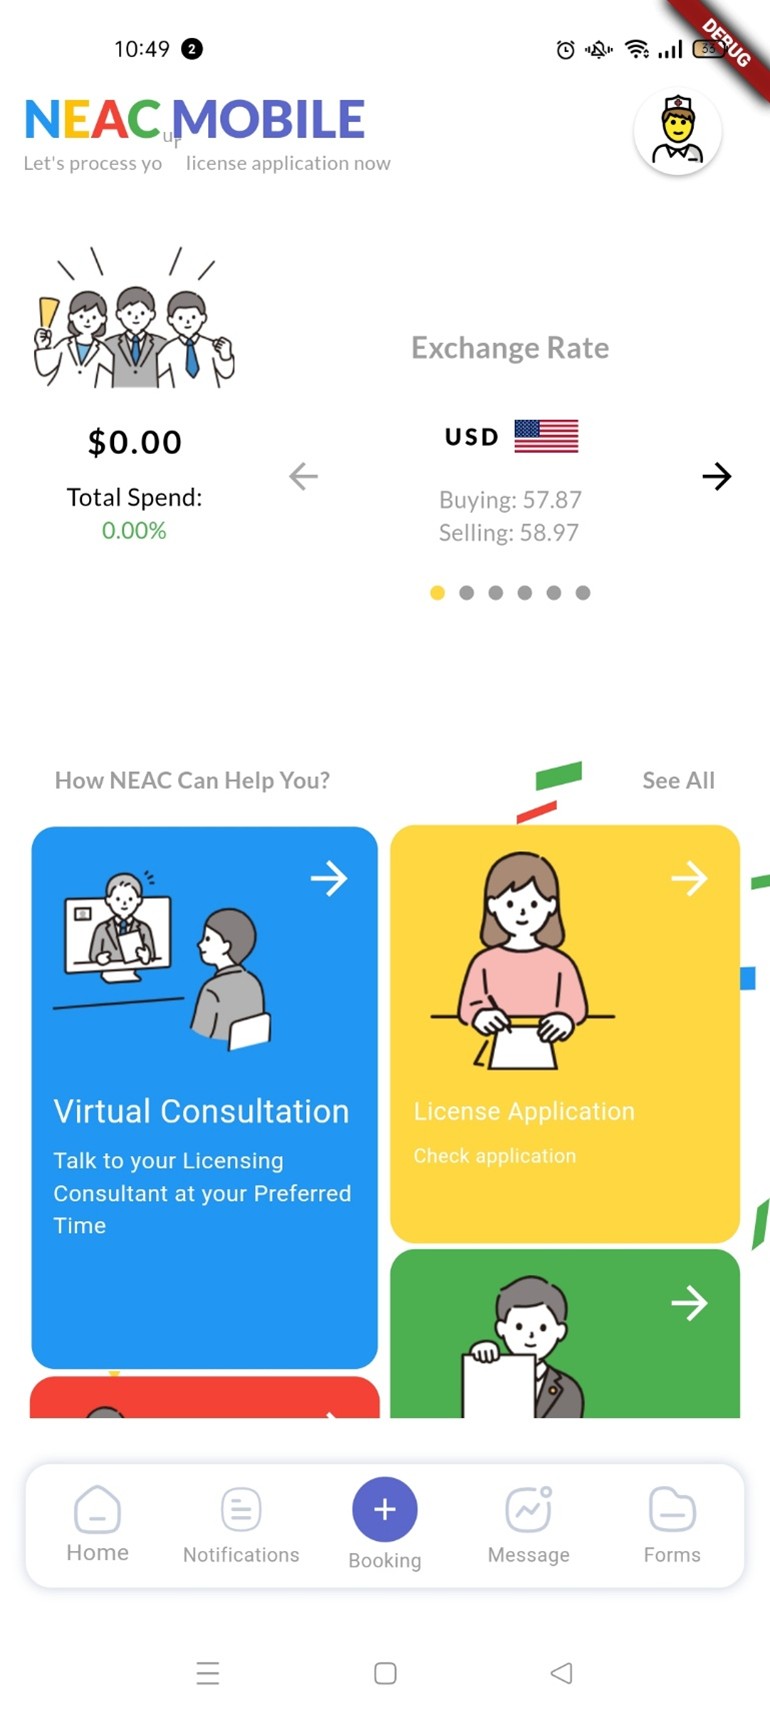 10:49 2
33
DEBUG
NEAC MOBILE
Let's process your license application now
Exchange Rate
$0.00
USD
Total Spend:
0.00%
Buying: 57.87
Selling: 58.97
How NEAC Can Help You?
See All
Virtual Consultation
Talk to your Licensing
Consultant at your Preferred
Time
License Application
Check application
Home
Notifications
Booking
Message
Forms